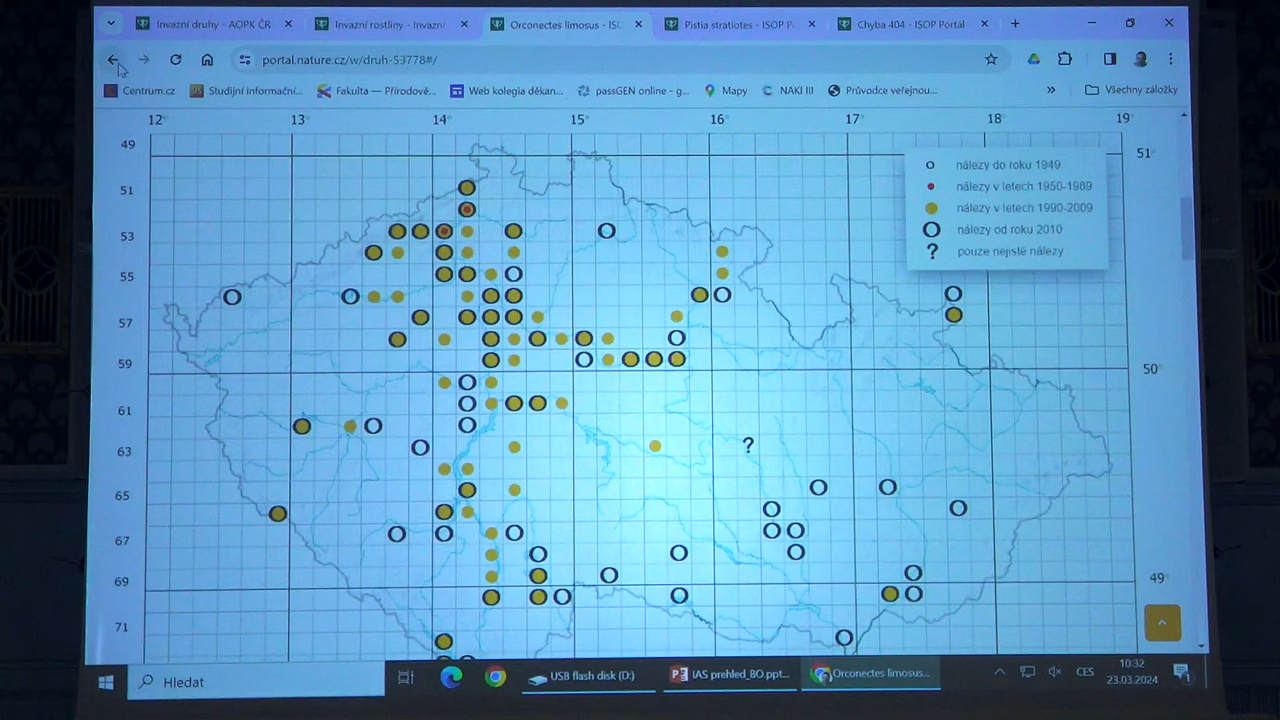 Invazní druhy - AOPK ČR
Invazní rostliny - Invazní
Orconectes limosus - ISO
Pistia stratiotes - ISOP P
Chyba 404 - ISOP Portál
portal.nature.cz/w/druh-53778#/
Centrum.cz
Studijní informační...
Fakulta — Přírodově...
Web kolegia děkan...
passGEN online - g...
Mapy
NAKI III
Průvodce veřejnou...
»
Všechny záložky
12° 13° 14° 15° 16° 17° 18° 19°
49
51°
51
53
55
57
59
50°
61
63
65
67
69
49°
71
nálezy do roku 1949
nálezy v letech 1950-1989
nálezy v letech 1990-2009
nálezy od roku 2010
? pouze nejisté nálezy
?
Hledat
USB flash disk (D:)
IAS prehled_BO.ppt...
Orconectes limosus...
CES
10:32
23.03.2024
1